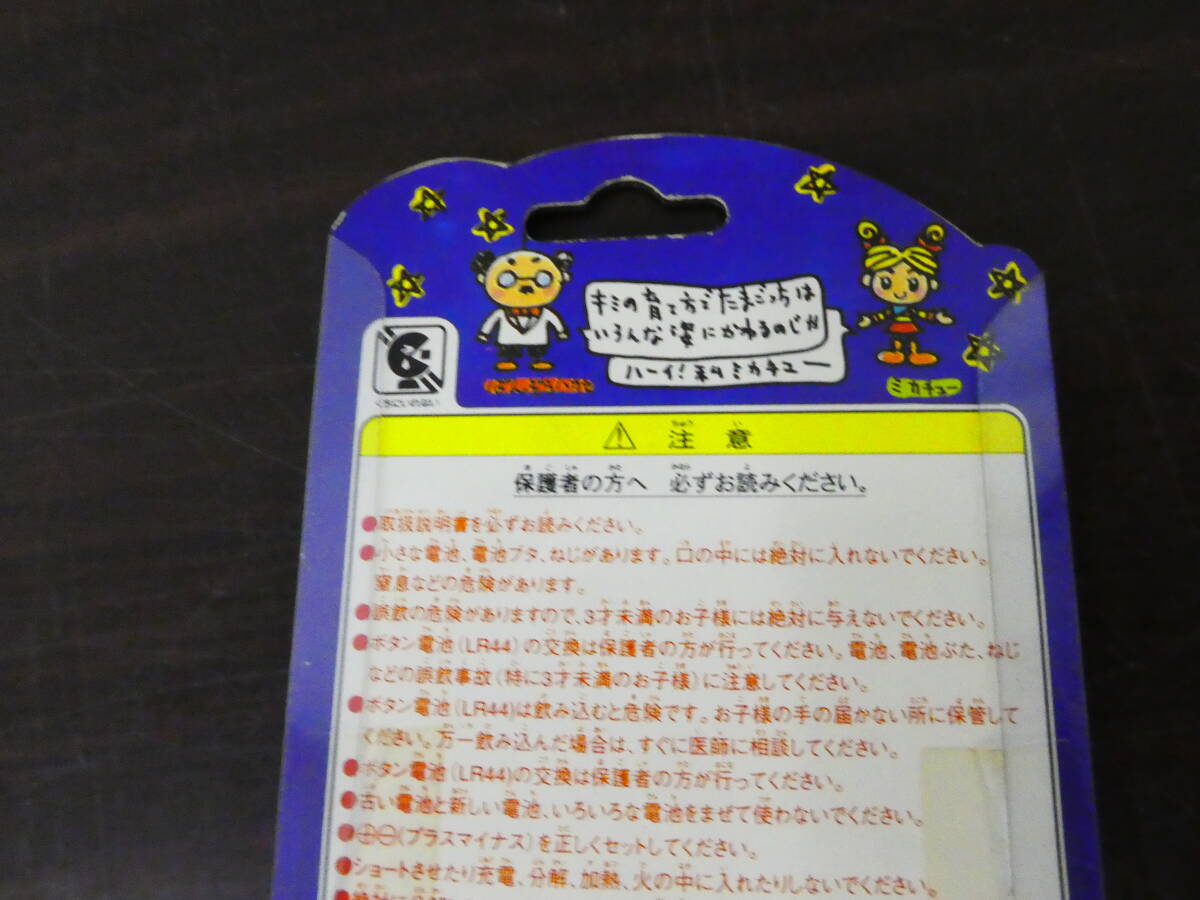 キミの育て方でたまごっちは
いろんな姿にかわるのじゃ
ハーイ!私ミカチュー
ミカチュー
くちにいれない
注意
保護者の方へ 必ずお読みください。
●取扱説明書を必ずお読みください。
●小さな電池、電池ブタ、ねじがあります。口の中には絶対に入れないでください。
窒息などの危険があります。
●誤飲の危険がありますので、3才未満のお子様には絶対に与えないでください。
●ボタン電池(LR44)の交換は保護者の方が行ってください。電池、電池ぶた、ねじ
などの誤飲事故(特に3才未満のお子様)に注意してください。
●ボタン電池(LR44)は飲み込むと危険です。お子様の手の届かない所に保管して
ください。万一飲み込んだ場合は、すぐに医師に相談してください。
●ボタン電池(LR44)の交換は保護者の方が行ってください。
●古い電池と新しい電池、いろいろな電池をまぜて使わないでください。
●⊕⊖(プラスマイナス)を正しくセットしてください。
●ショートさせたり充電、分解、加熱、火の中に入れたりしないでください。